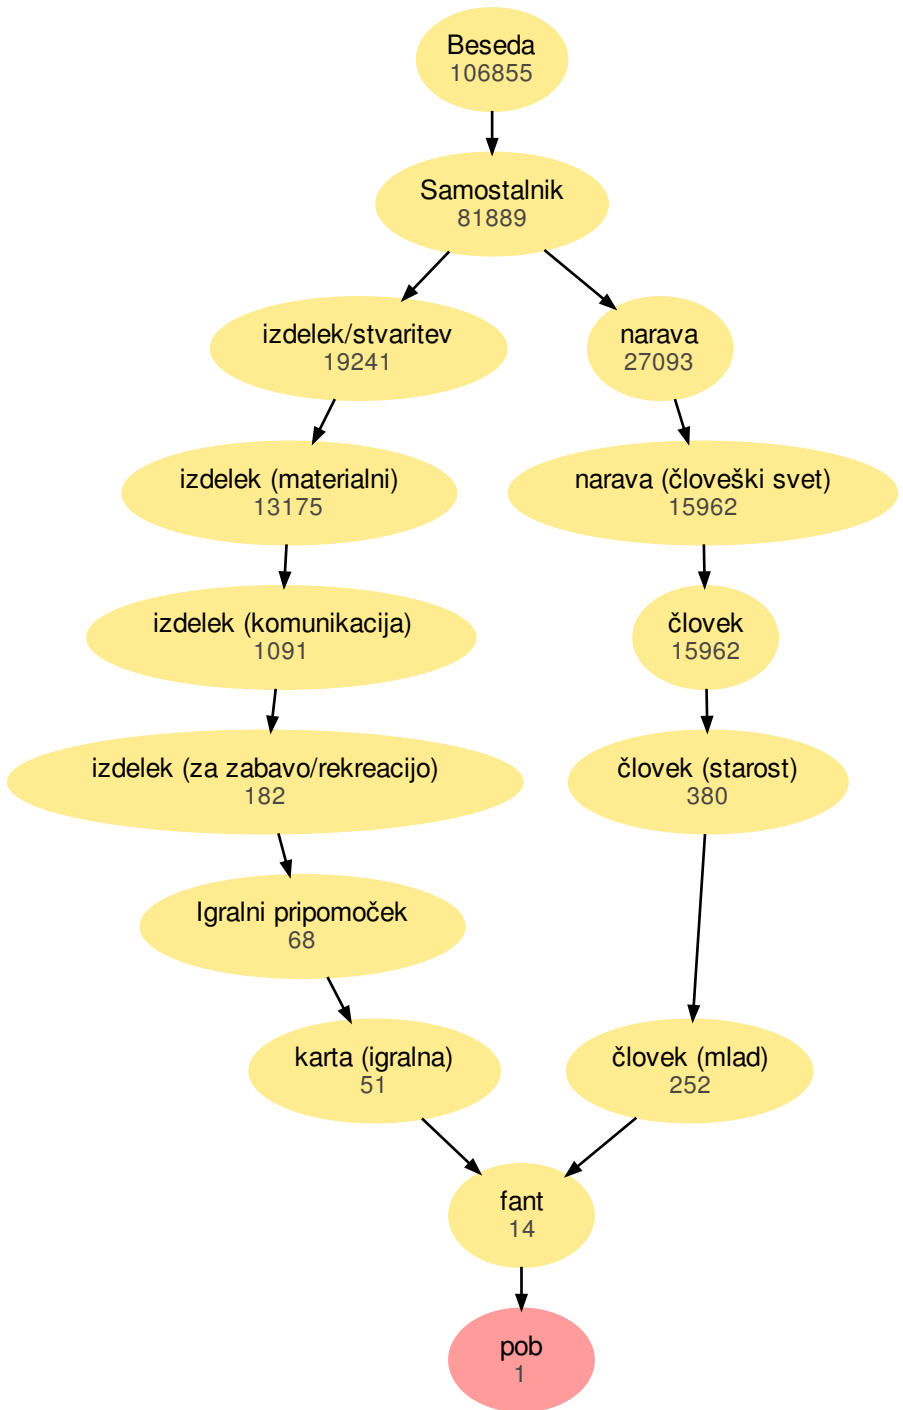 Beseda
106855
Samostalnik
81889
izdelek/stvaritev
19241
narava
27093
izdelek (materialni)
13175
narava (človeški svet)
15962
izdelek (komunikacija)
1091
človek
15962
izdelek (za zabavo/rekreacijo)
182
človek (starost)
380
Igralni pripomoček
68
karta (igralna)
51
človek (mlad)
252
fant
14
pob
1